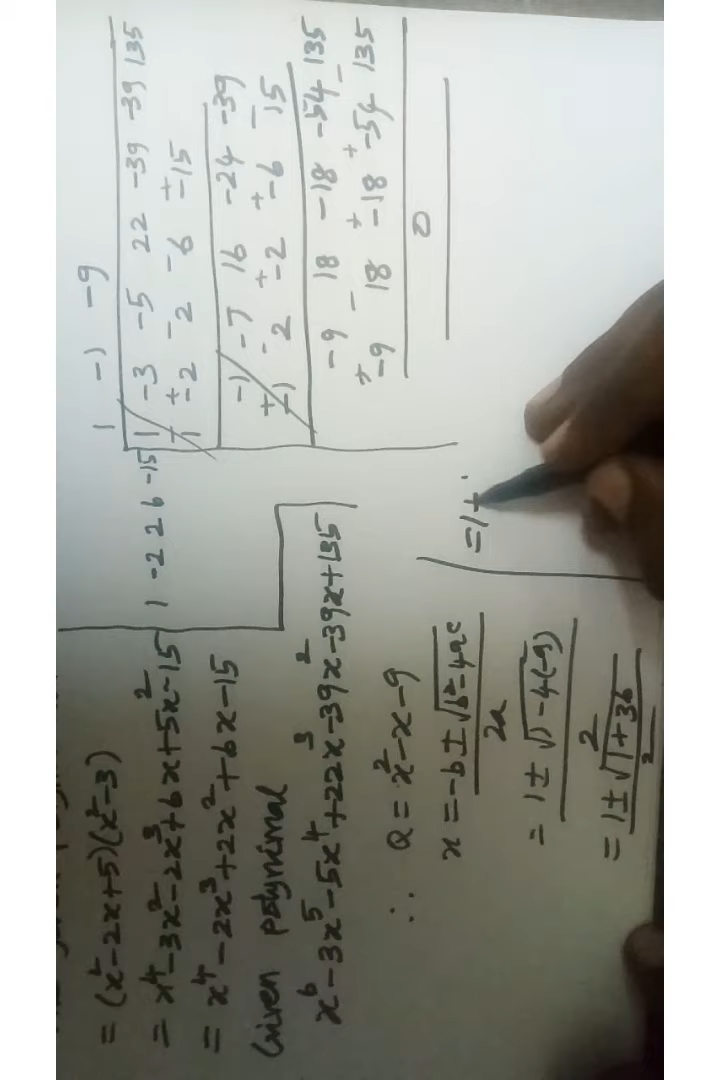 = (x²-2x+5)(x²-3)
= x⁴-3x²-2x³+6x+5x²-15
= x⁴-2x³+2x²+6x-15
Given polynimal
x⁶-3x⁵-5x⁴+22x³-39x²-39x+135
∴ Q = x²-x-9
x = -b ± √b²-4ac
2a
= 1 ± √1-4(-9)
2
= 1 ± √1+36
2
= 1 +
1 -1 -9
1 -2 2 6 -15
1 -3 -5 22 -39 -39 135
1 -2 2 6 -15
-1 -7 16 -24 -39
-1 2 -2 -6 15
-9 18 -18 -54 135
-9 18 -18 -54 135
0